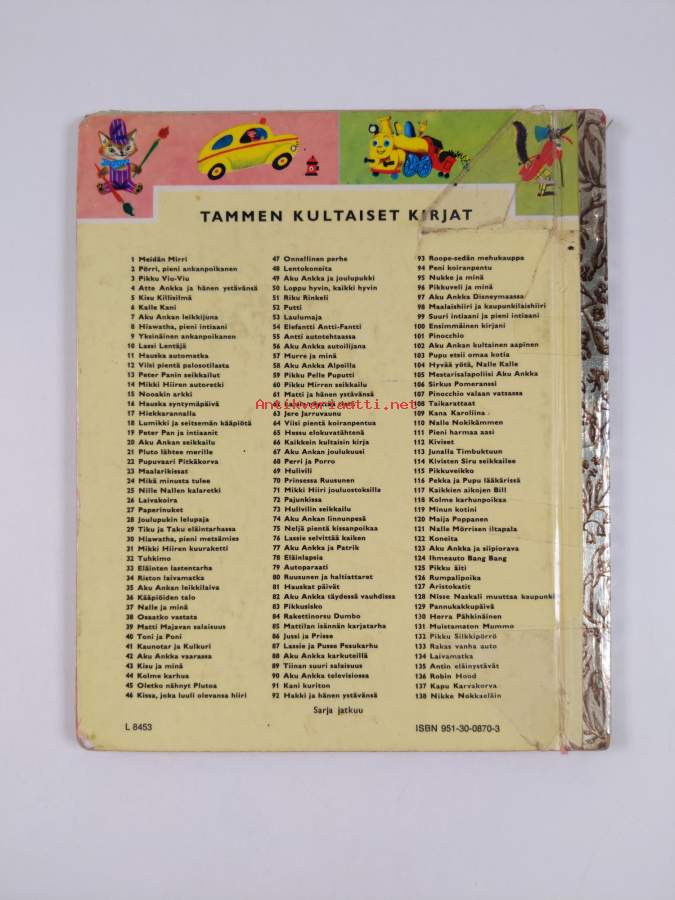 TAMMEN KULTAISET KIRJAT
1 Meidän Mirri
2 Pörri, pieni ankanpoikanen
3 Pikku Viu-Viu
4 Atte Ankka ja hänen ystävänsä
5 Kisu Killisilmä
6 Kalle Kani
7 Aku Ankan leikkijuna
8 Hiawatha, pieni intiaani
9 Yksinäinen ankanpoikanen
10 Lassi Lentäjä
11 Hauska automatka
12 Viisi pientä palosotilasta
13 Peter Panin seikkailut
14 Mikki Hiiren autoretki
15 Nooakin arkki
16 Hauska syntymäpäivä
17 Hiekkarannalla
18 Lumikki ja seitsemän kääpiötä
19 Peter Pan ja intiaanit
20 Aku Ankan seikkailu
21 Pluto lähtee merille
22 Pupuvaari Pitkäkorva
23 Maalarikissat
24 Mikä minusta tulee
25 Nille Nallen kalaretki
26 Laivakoira
27 Paperinuket
28 Joulupukin lelupaja
29 Tiku ja Taku eläintarhassa
30 Hiawatha, pieni metsämies
31 Mikki Hiiren kuuraketti
32 Tuhkimo
33 Eläinten lastentarha
34 Riston laivamatka
35 Aku Ankan leikkilaiva
36 Kääpiöiden talo
37 Nalle ja minä
38 Osaatko vastata
39 Matti Majavan salaisuus
40 Toni ja Poni
41 Kaunotar ja Kulkuri
42 Aku Ankka vaarassa
43 Kisu ja minä
44 Kolme karhua
45 Oletko nähnyt Plutoa
46 Kissa, joka luuli olevansa hiiri
47 Onnellinen perhe
48 Lentokoneita
49 Aku Ankka ja joulupukki
50 Loppu hyvin, kaikki hyvin
51 Riku Rinkeli
52 Putti
53 Laulumaja
54 Elefantti Antti-Fantti
55 Antti autotehtaassa
56 Aku Ankka autoilijana
57 Murre ja minä
58 Aku Ankka Alpeilla
59 Pikku Pelle Puputti
60 Pikku Mirren seikkailu
61 Matti ja hänen ystävänsä
63 Jere Jarruvaunu
64 Viisi pientä koiranpentua
65 Hessu elokuvatähtenä
66 Kaikkein kultaisin kirja
67 Aku Ankan joulukuusi
68 Perri ja Porro
69 Hulivili
70 Prinsessa Ruusunen
71 Mikki Hiiri jouluostoksilla
72 Pajunkissa
73 Hulivilin seikkailu
74 Aku Ankan linnunpesä
75 Neljä pientä kissanpoikaa
76 Lassie selvittää kaiken
77 Aku Ankka ja Patrik
78 Eläinlapsia
79 Autoparaati
80 Ruusunen ja haltiattaret
81 Hauskat päivät
82 Aku Ankka täydessä vauhdissa
83 Pikkusisko
84 Rakettinorsu Dumbo
85 Mattilan isännän karjatarha
86 Jussi ja Prisse
87 Lassie ja Pusse Pesukarhu
88 Aku Ankka karkuteillä
89 Tiinan suuri salaisuus
90 Aku Ankka televisiossa
91 Kani kuriton
92 Hakki ja hänen ystävänsä
93 Roope-sedän mehukauppa
94 Peni koiranpentu
95 Nukke ja minä
96 Pikkuveli ja minä
97 Aku Ankka Disneymaassa
98 Maalaishiiri ja kaupunkilaishiiri
99 Suuri intiaani ja pieni intiaani
100 Ensimmäinen kirjani
101 Pinocchio
102 Aku Ankan kultainen aapinen
103 Pupu etsii omaa kotia
104 Hyvää yötä, Nalle Kalle
105 Mestarisalapoliisi Aku Ankka
106 Sirkus Pomeranssi
107 Pinocchio valaan vatsassa
108 Taikarattaat
109 Kana Karoliina
110 Nalle Nokikämmen
111 Pieni harmaa aasi
112 Kiviset
113 Junalla Timbuktuun
114 Kivisten Siru seikkailee
115 Pikkuveikko
116 Pekka ja Pupu lääkärissä
117 Kaikkien aikojen Bill
118 Kolme karhunpoikaa
119 Minun kotini
120 Maija Poppanen
121 Nalle Mörrisen iltapala
122 Koneita
123 Aku Ankka ja siipiorava
124 Ihmeauto Bang Bang
125 Pikku äiti
126 Rumpalipoika
127 Aristokatit
128 Nisse Naskali muuttaa kaupunki
129 Pannukakkupäivä
130 Herra Pähkinäinen
131 Muistamaton Mummo
132 Pikku Silkkipörrö
133 Rakas vanha auto
134 Laivamatka
135 Antin eläinystävät
136 Robin Hood
137 Kapu Karvakorva
138 Nikke Nokkaeläin
Sarja jatkuu
L 8453
ISBN 951-30-0870-3
Antikvariaatti.net